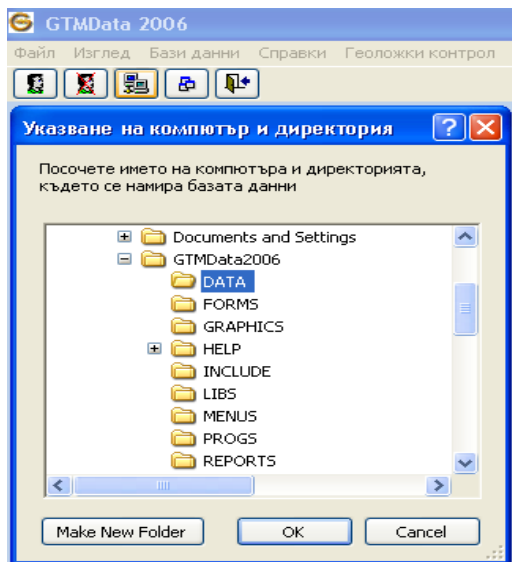 GTMData 2006
Файл Изглед Бази данни Справки Геоложки контрол
Указване на компютър и директория
Посочете името на компютъра и директорията,
където се намира базата данни
Documents and Settings
GTMData2006
DATA
FORMS
GRAPHICS
HELP
INCLUDE
LIBS
MENUS
PROGS
REPORTS
Make New Folder OK Cancel